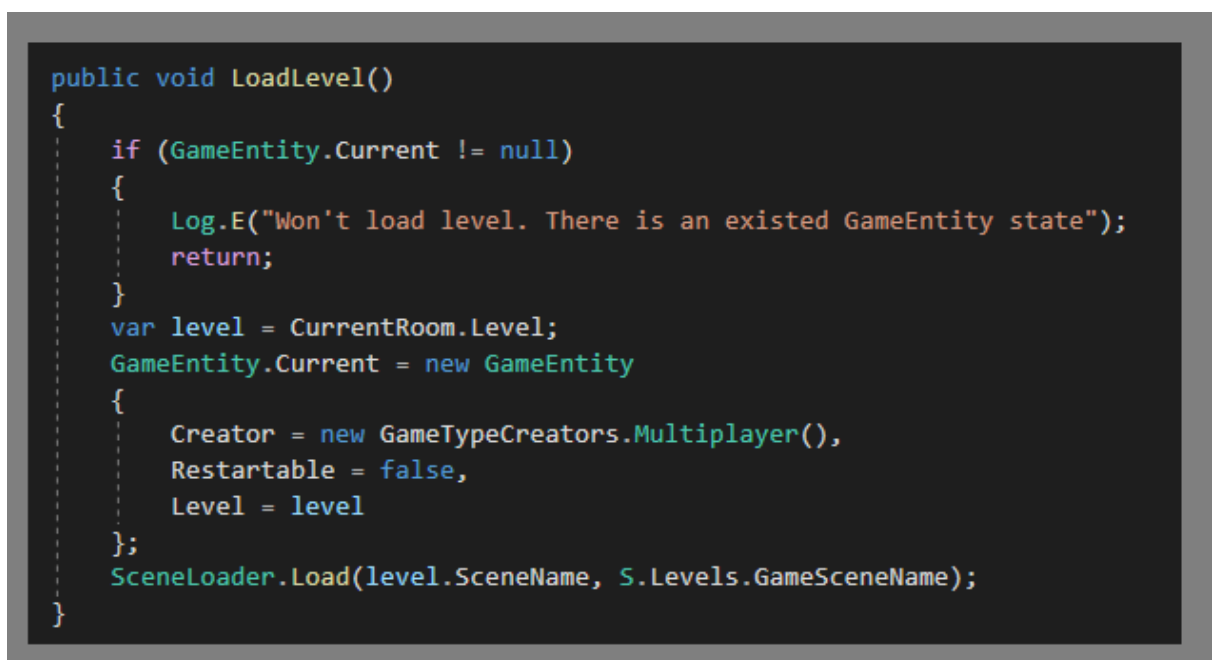 public void LoadLevel()
{
if (GameEntity.Current != null)
{
Log.E("Won't load level. There is an existed GameEntity state");
return;
}
var level = CurrentRoom.Level;
GameEntity.Current = new GameEntity
{
Creator = new GameTypeCreators.Multiplayer(),
Restartable = false,
Level = level
};
SceneLoader.Load(level.SceneName, S.Levels.GameSceneName);
}